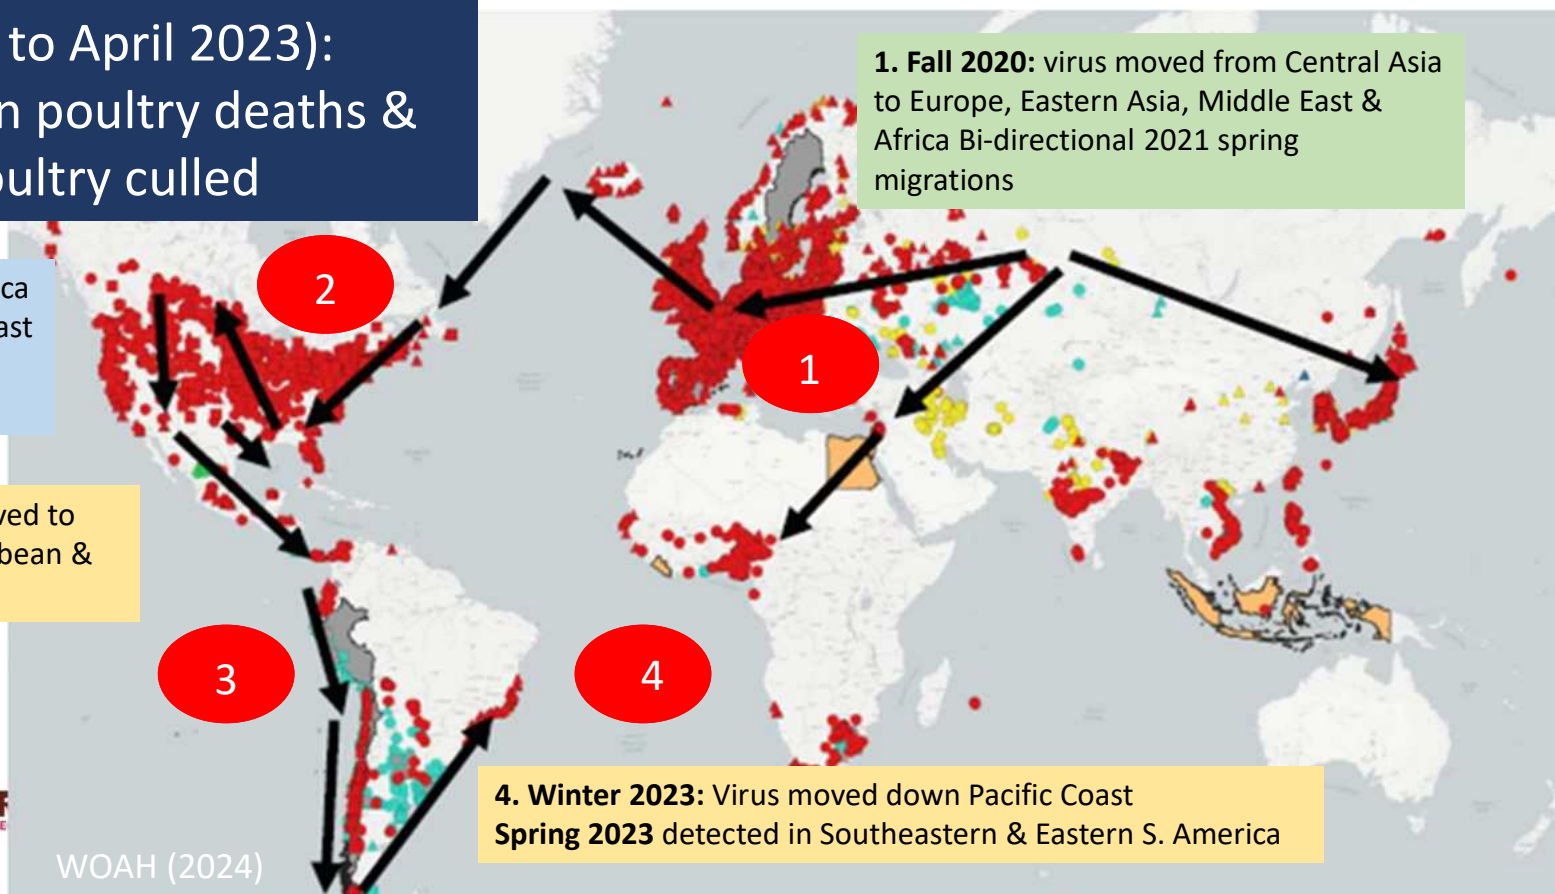 to April 2023):
n poultry deaths &
oultry culled
1. Fall 2020: virus moved from Central Asia
to Europe, Eastern Asia, Middle East &
Africa Bi-directional 2021 spring
migrations
ca
ast
2
1
ved to
bean &
3
4
4. Winter 2023: Virus moved down Pacific Coast
Spring 2023 detected in Southeastern & Eastern S. America
WOAH (2024)